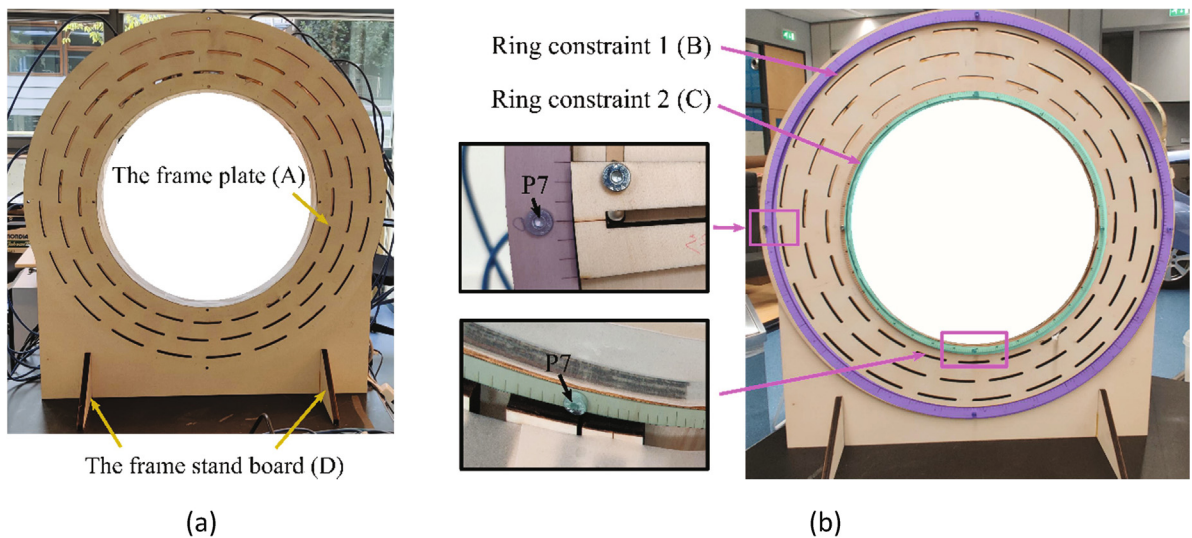 Ring constraint 1 (B)
Ring constraint 2 (C)
The frame plate (A)
P7
P7
The frame stand board (D)
(a)
(b)